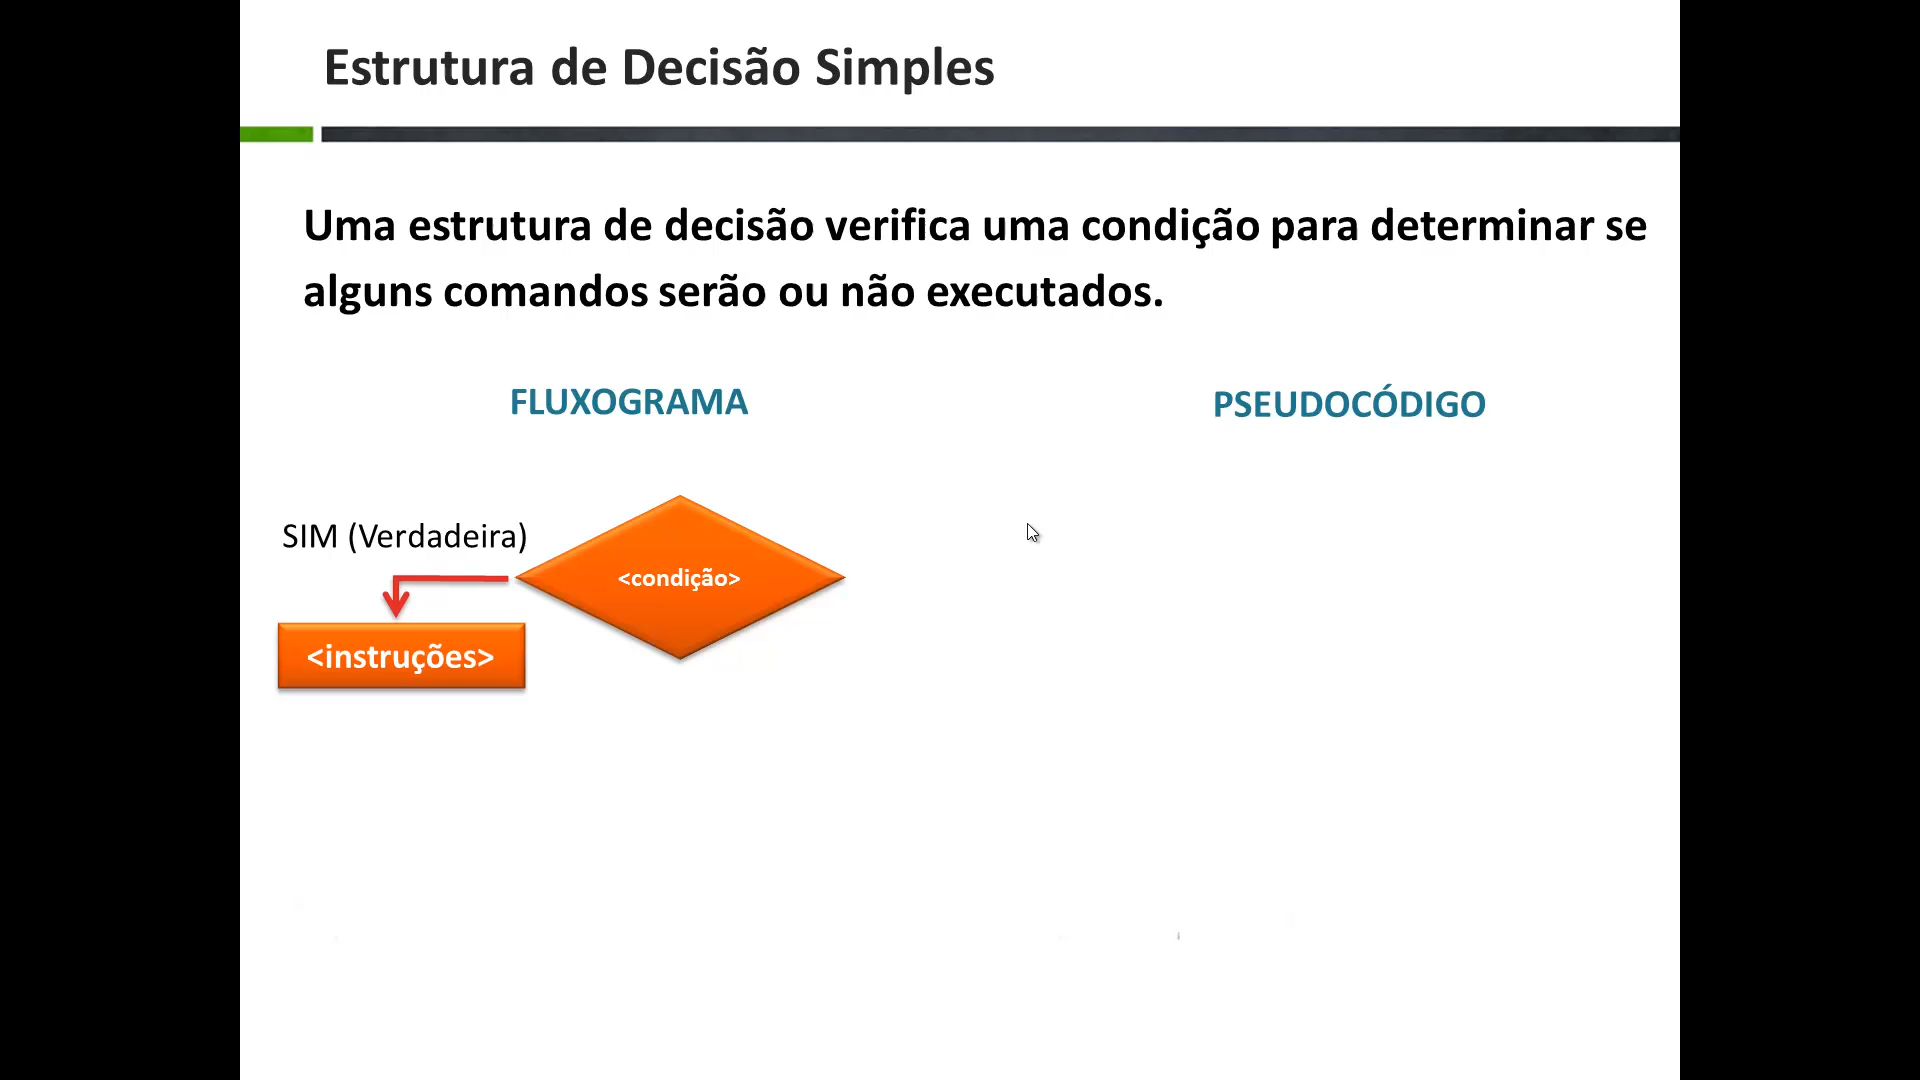 Estrutura de Decisão Simples
Uma estrutura de decisão verifica uma condição para determinar se
alguns comandos serão ou não executados.
FLUXOGRAMA
PSEUDOCÓDIGO
SIM (Verdadeira)
<condição>
<instruções>